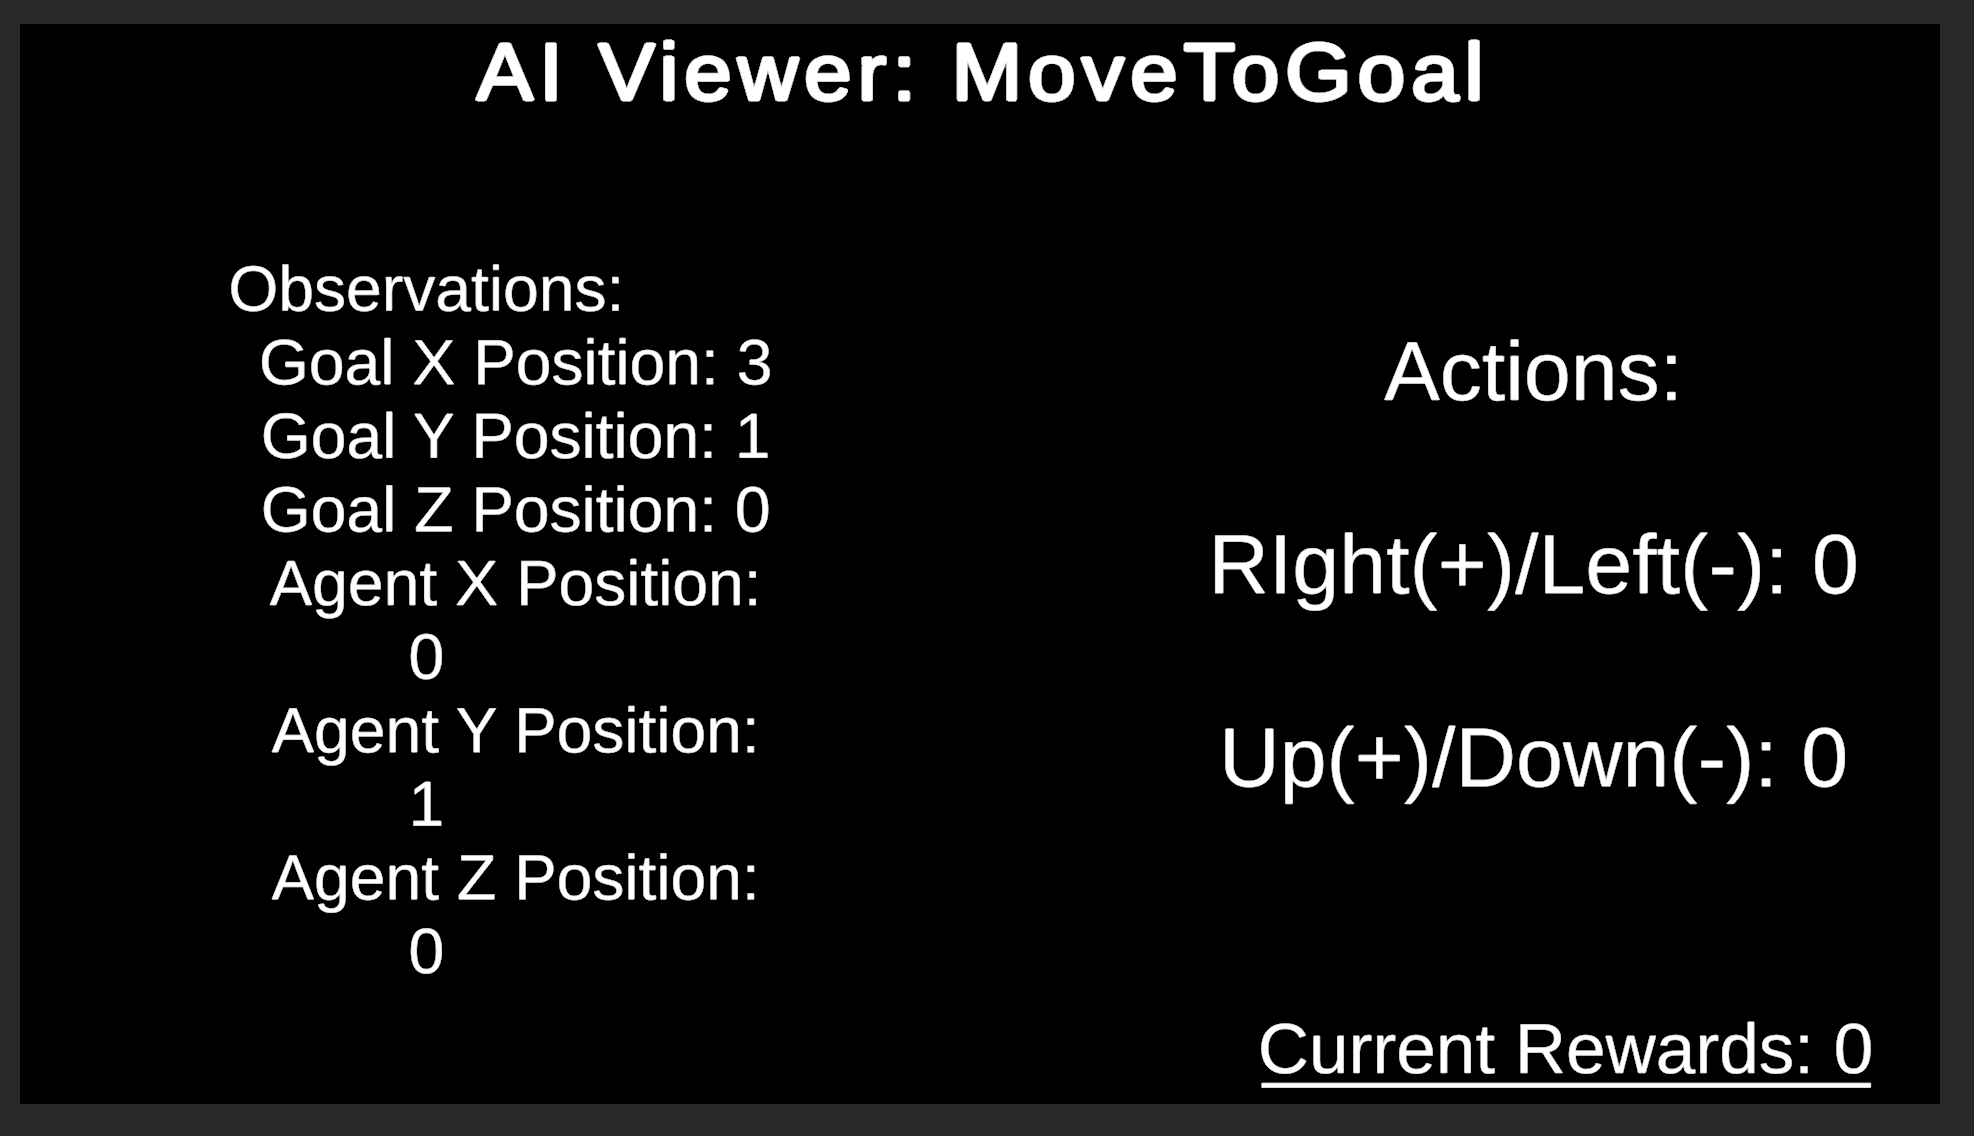 AI Viewer: MoveToGoal
Observations:
Goal X Position: 3
Goal Y Position: 1
Goal Z Position: 0
Agent X Position:
0
Agent Y Position:
1
Agent Z Position:
0
Actions:
RIght(+)/Left(-): 0
Up(+)/Down(-): 0
Current Rewards: 0